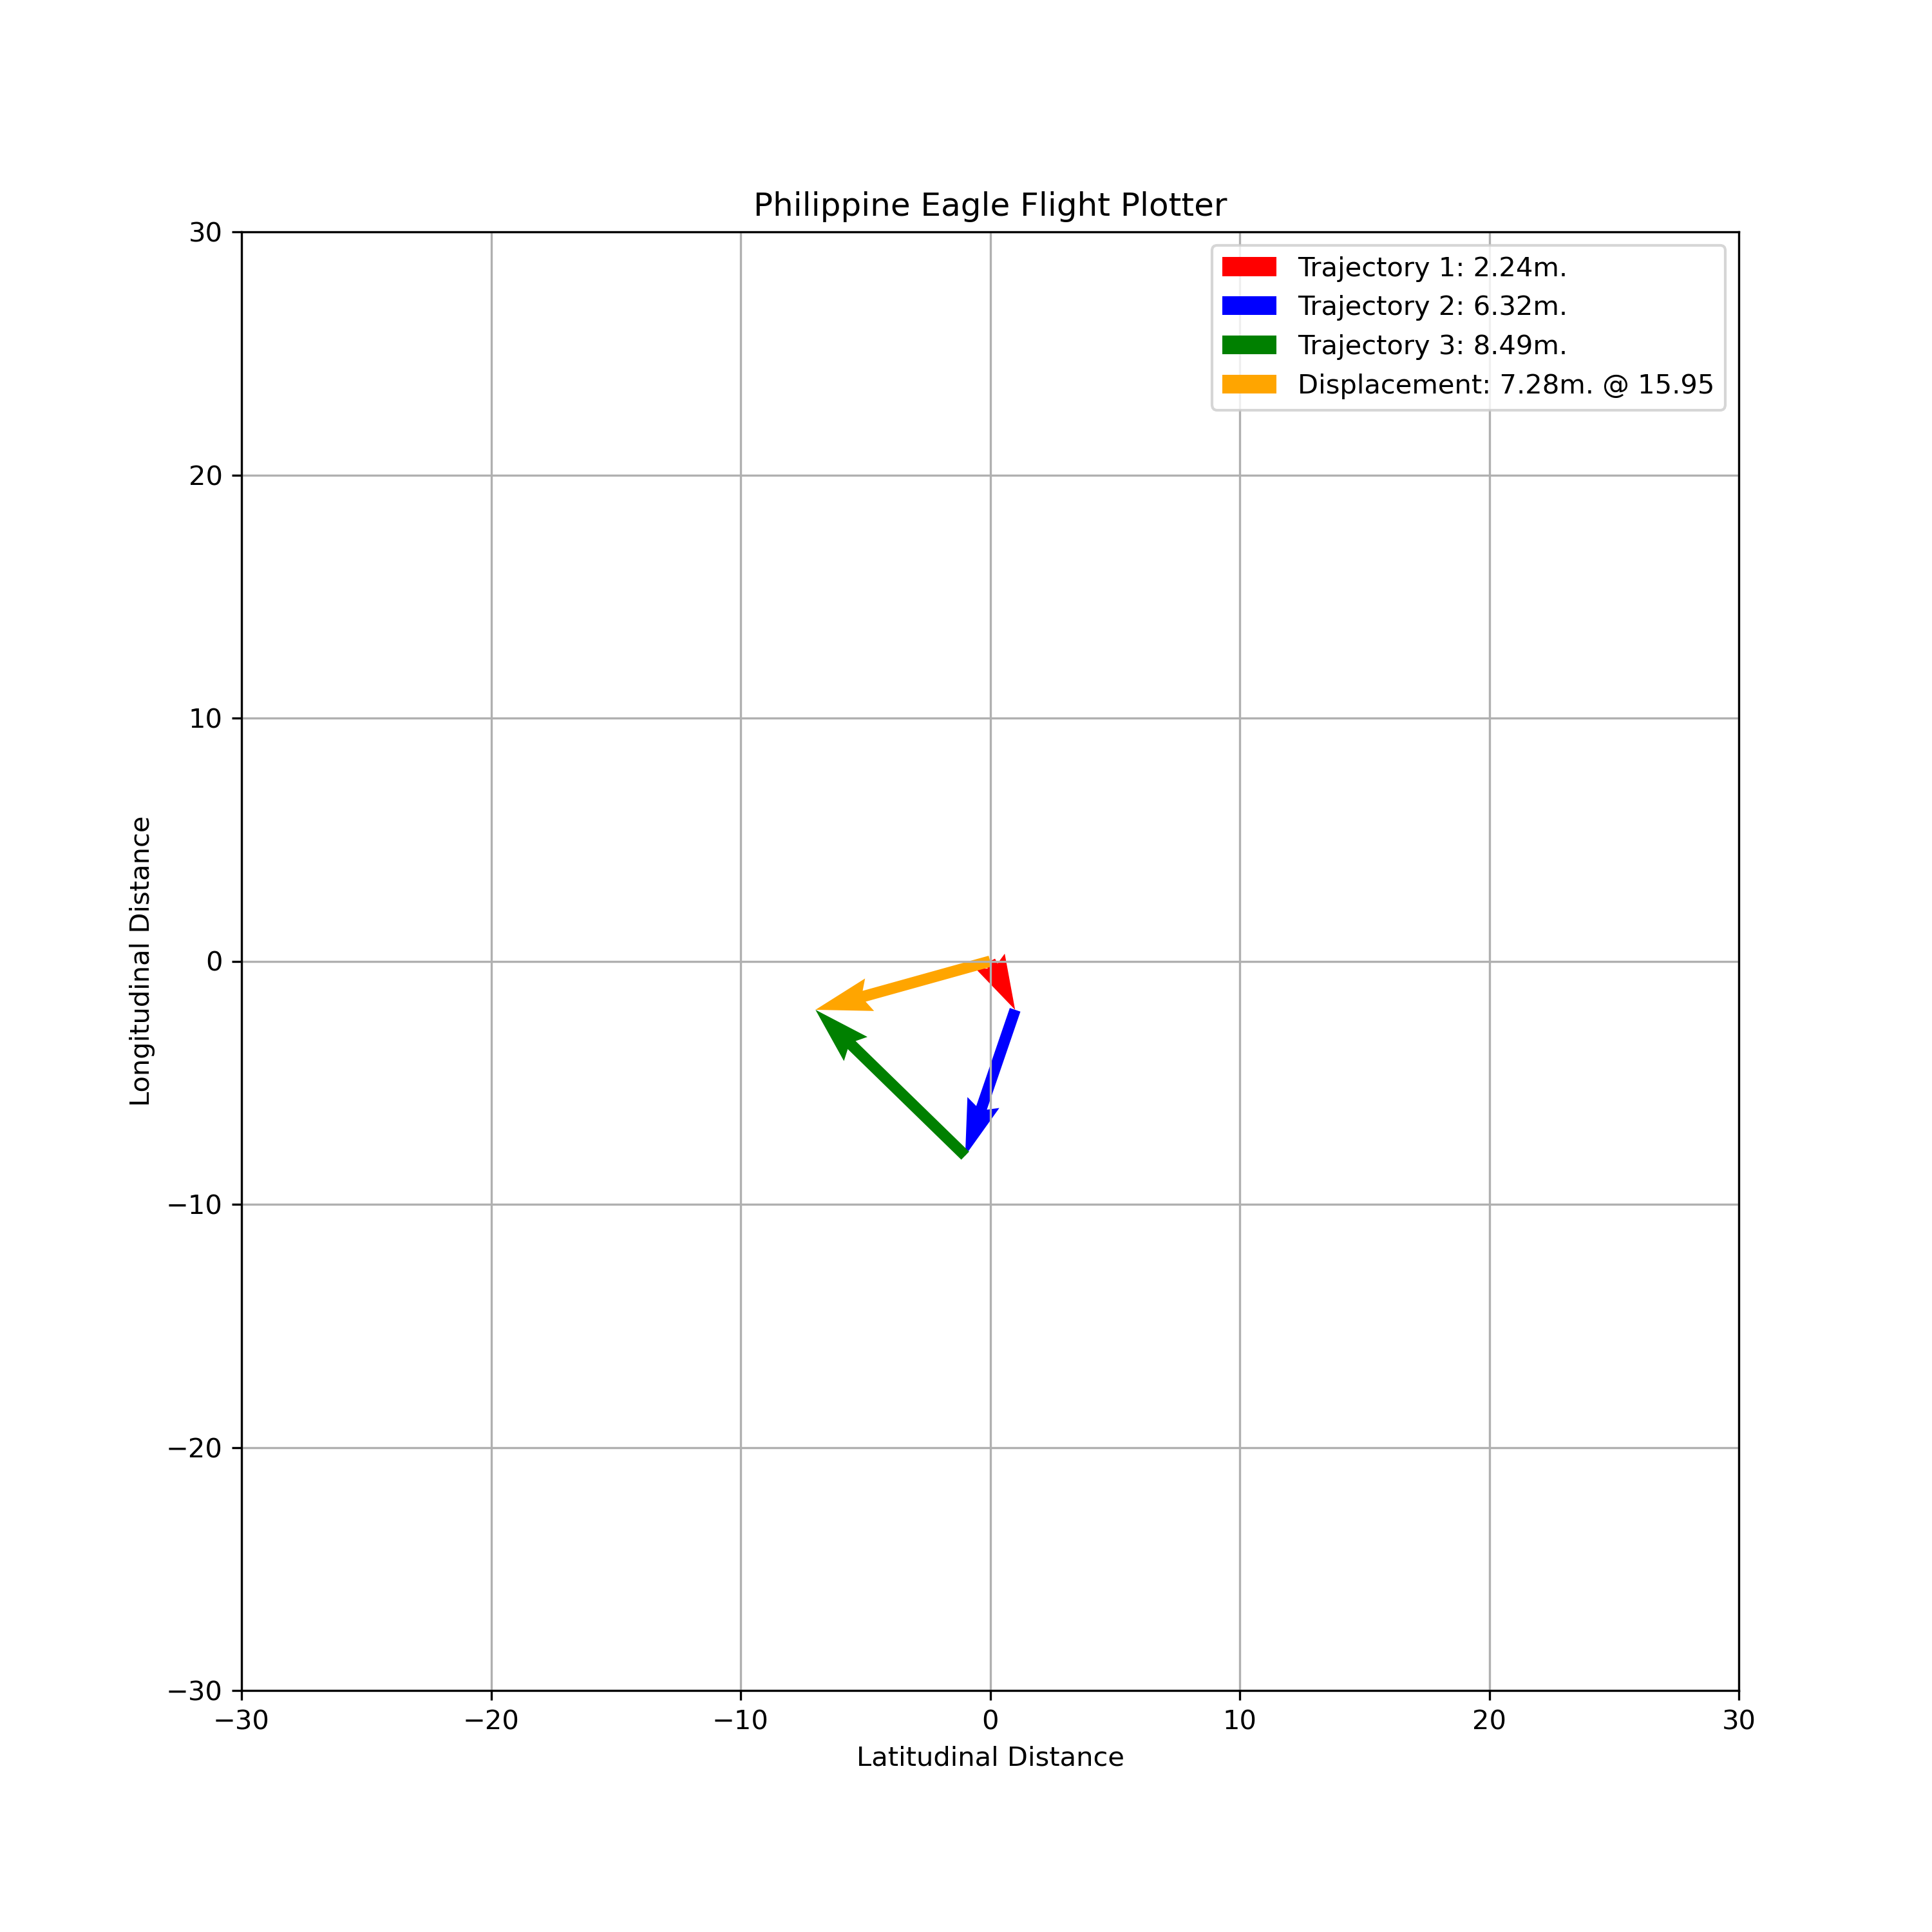 Philippine Eagle Flight Plotter
Trajectory 1: 2.24m.
Trajectory 2: 6.32m.
Trajectory 3: 8.49m.
Displacement: 7.28m. @ 15.95
30
20
10
0
−10
−20
−30
Longitudinal Distance
−30 −20 −10 0 10 20 30
Latitudinal Distance